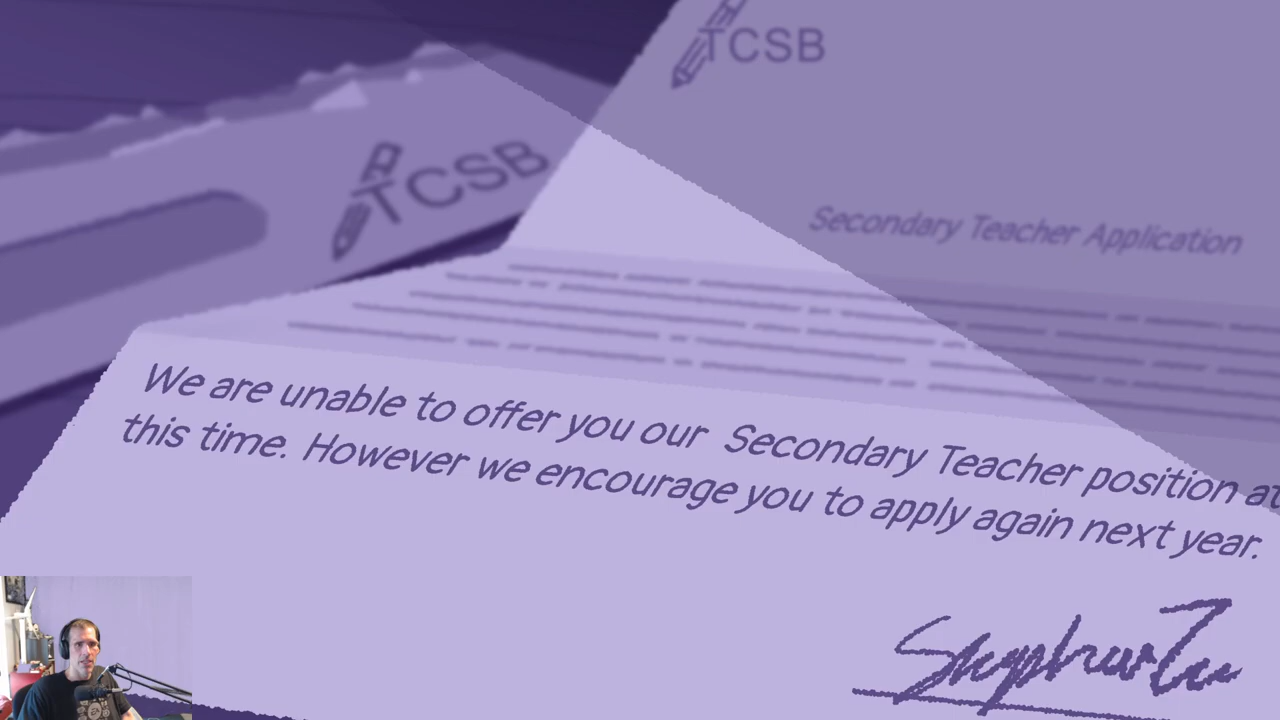 TCSB
TCSB
Secondary Teacher Application
We are unable to offer you our Secondary Teacher position at
this time. However we encourage you to apply again next year.